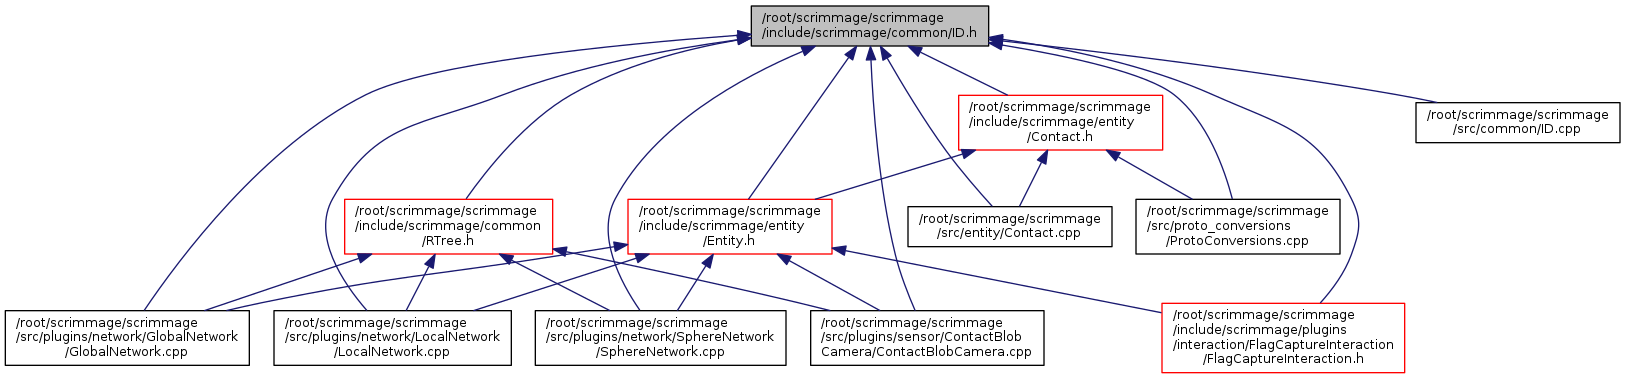 /root/scrimmage/scrimmage
/include/scrimmage/common/ID.h
/root/scrimmage/scrimmage
/include/scrimmage/entity
/Contact.h
/root/scrimmage/scrimmage
/src/common/ID.cpp
/root/scrimmage/scrimmage
/include/scrimmage/common
/RTree.h
/root/scrimmage/scrimmage
/include/scrimmage/entity
/Entity.h
/root/scrimmage/scrimmage
/src/entity/Contact.cpp
/root/scrimmage/scrimmage
/src/proto_conversions
/ProtoConversions.cpp
/root/scrimmage/scrimmage
/src/plugins/network/GlobalNetwork
/GlobalNetwork.cpp
/root/scrimmage/scrimmage
/src/plugins/network/LocalNetwork
/LocalNetwork.cpp
/root/scrimmage/scrimmage
/src/plugins/network/SphereNetwork
/SphereNetwork.cpp
/root/scrimmage/scrimmage
/src/plugins/sensor/ContactBlob
Camera/ContactBlobCamera.cpp
/root/scrimmage/scrimmage
/include/scrimmage/plugins
/interaction/FlagCaptureInteraction
/FlagCaptureInteraction.h